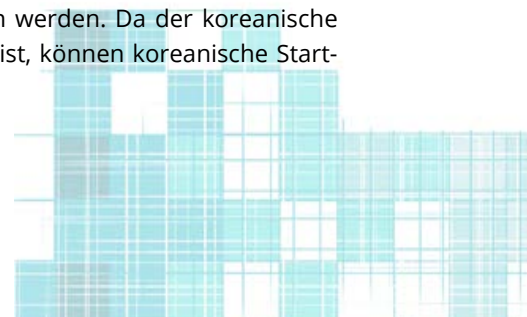 werden. Da der koreanische
ist, können koreanische Start-